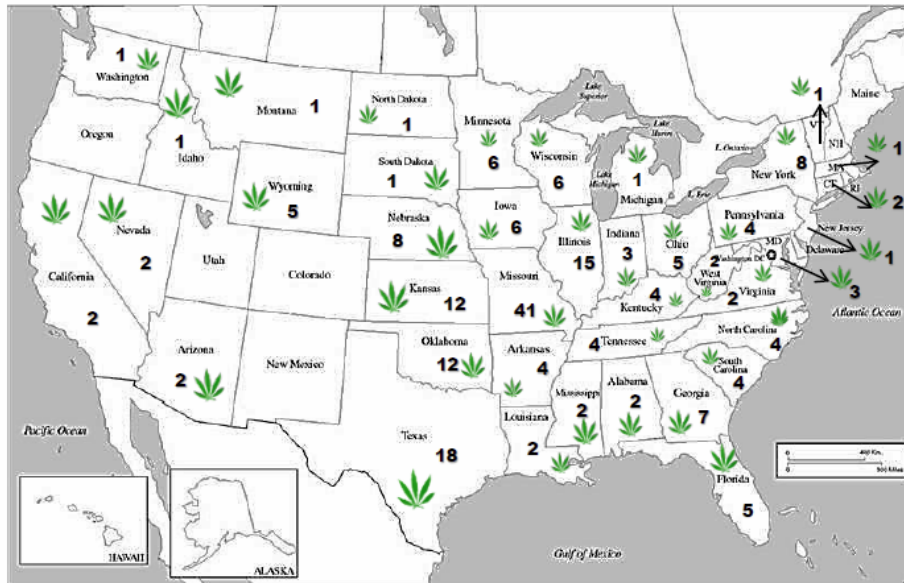 1
Washington
Oregon
1
Idaho
Montana 1
North Dakota
1
South Dakota
1
Wyoming
5
Nebraska
8
Kansas
12
Nevada
2
Utah
Colorado
California
2
Arizona
2
New Mexico
Oklahoma
12
Texas
18
Minnesota
6
Iowa
6
Missouri
41
Arkansas
4
Louisiana
2
Lake
Superior
Lake
Michigan
Lake
Huron
L. Ontario
L. Erie
Wisconsin
6
1
Michigan
Illinois
15
Indiana
3
Ohio
5
4
Kentucky
4 Tennessee
Mississippi
2
Alabama
2
Georgia
7
Florida
5
South
Carolina
4
North Carolina
4
2
West
Virginia
2 Virginia
Washington DC
MD
Pennsylvania
4
8
New York
1
VT
NH
Maine
MA
1
CT
RI
2
New Jersey
1
Delaware
3
Atlantic Ocean
Pacific Ocean
Gulf of Mexico
HAWAII
ALASKA
0
400 Km.
0